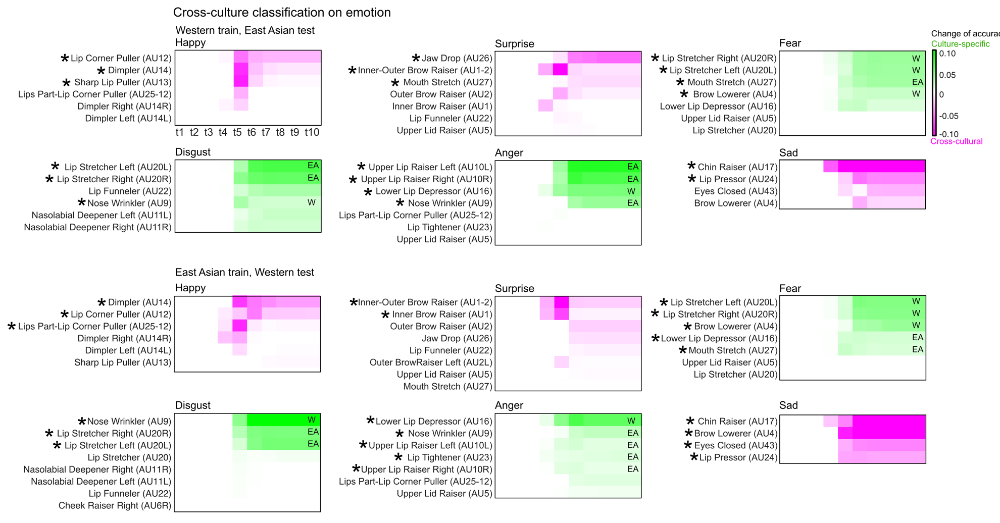 Cross-culture classification on emotion
Western train, East Asian test
Happy
* Lip Corner Puller (AU12)
* Dimpler (AU14)
* Sharp Lip Puller (AU13)
Lips Part-Lip Corner Puller (AU25-12)
Dimpler Right (AU14R)
Dimpler Left (AU14L)
t1 t2 t3 t4 t5 t6 t7 t8 t9 t10
Surprise
* Jaw Drop (AU26)
* Inner-Outer Brow Raiser (AU1-2)
* Mouth Stretch (AU27)
Outer Brow Raiser (AU2)
Inner Brow Raiser (AU1)
Lip Funneler (AU22)
Upper Lid Raiser (AU5)
Fear
* Lip Stretcher Right (AU20R) W
* Lip Stretcher Left (AU20L) W
* Mouth Stretch (AU27) EA
* Brow Lowerer (AU4) W
Lower Lip Depressor (AU16)
Upper Lid Raiser (AU5)
Lip Stretcher (AU20)
Change of accurac
Culture-specific
0.10
0.05
0
-0.05
-0.10
Cross-cultural
Disgust
* Lip Stretcher Left (AU20L) EA
* Lip Stretcher Right (AU20R) EA
Lip Funneler (AU22)
* Nose Wrinkler (AU9) W
Nasolabial Deepener Left (AU11L)
Nasolabial Deepener Right (AU11R)
Anger
* Upper Lip Raiser Left (AU10L) EA
* Upper Lip Raiser Right (AU10R) EA
* Lower Lip Depressor (AU16) W
* Nose Wrinkler (AU9) EA
Lips Part-Lip Corner Puller (AU25-12)
Lip Tightener (AU23)
Upper Lid Raiser (AU5)
Sad
* Chin Raiser (AU17)
* Lip Pressor (AU24)
Eyes Closed (AU43)
Brow Lowerer (AU4)
East Asian train, Western test
Happy
* Dimpler (AU14)
* Lip Corner Puller (AU12)
* Lips Part-Lip Corner Puller (AU25-12)
Dimpler Right (AU14R)
Dimpler Left (AU14L)
Sharp Lip Puller (AU13)
Surprise
* Inner-Outer Brow Raiser (AU1-2)
* Inner Brow Raiser (AU1)
Outer Brow Raiser (AU2)
Jaw Drop (AU26)
Lip Funneler (AU22)
Outer BrowRaiser Left (AU2L)
Upper Lid Raiser (AU5)
Mouth Stretch (AU27)
Fear
* Lip Stretcher Left (AU20L) W
* Lip Stretcher Right (AU20R) W
* Brow Lowerer (AU4) W
* Lower Lip Depressor (AU16) EA
* Mouth Stretch (AU27) EA
Upper Lid Raiser (AU5)
Lip Stretcher (AU20)
Disgust
* Nose Wrinkler (AU9) W
* Lip Stretcher Right (AU20R) EA
* Lip Stretcher Left (AU20L) EA
Lip Stretcher (AU20)
Nasolabial Deepener Right (AU11R)
Nasolabial Deepener Left (AU11L)
Lip Funneler (AU22)
Cheek Raiser Right (AU6R)
Anger
* Lower Lip Depressor (AU16) W
* Nose Wrinkler (AU9) EA
* Upper Lip Raiser Left (AU10L) EA
* Lip Tightener (AU23) EA
* Upper Lip Raiser Right (AU10R) EA
Lips Part-Lip Corner Puller (AU25-12)
Upper Lid Raiser (AU5)
Sad
* Chin Raiser (AU17)
* Brow Lowerer (AU4)
* Eyes Closed (AU43)
* Lip Pressor (AU24)